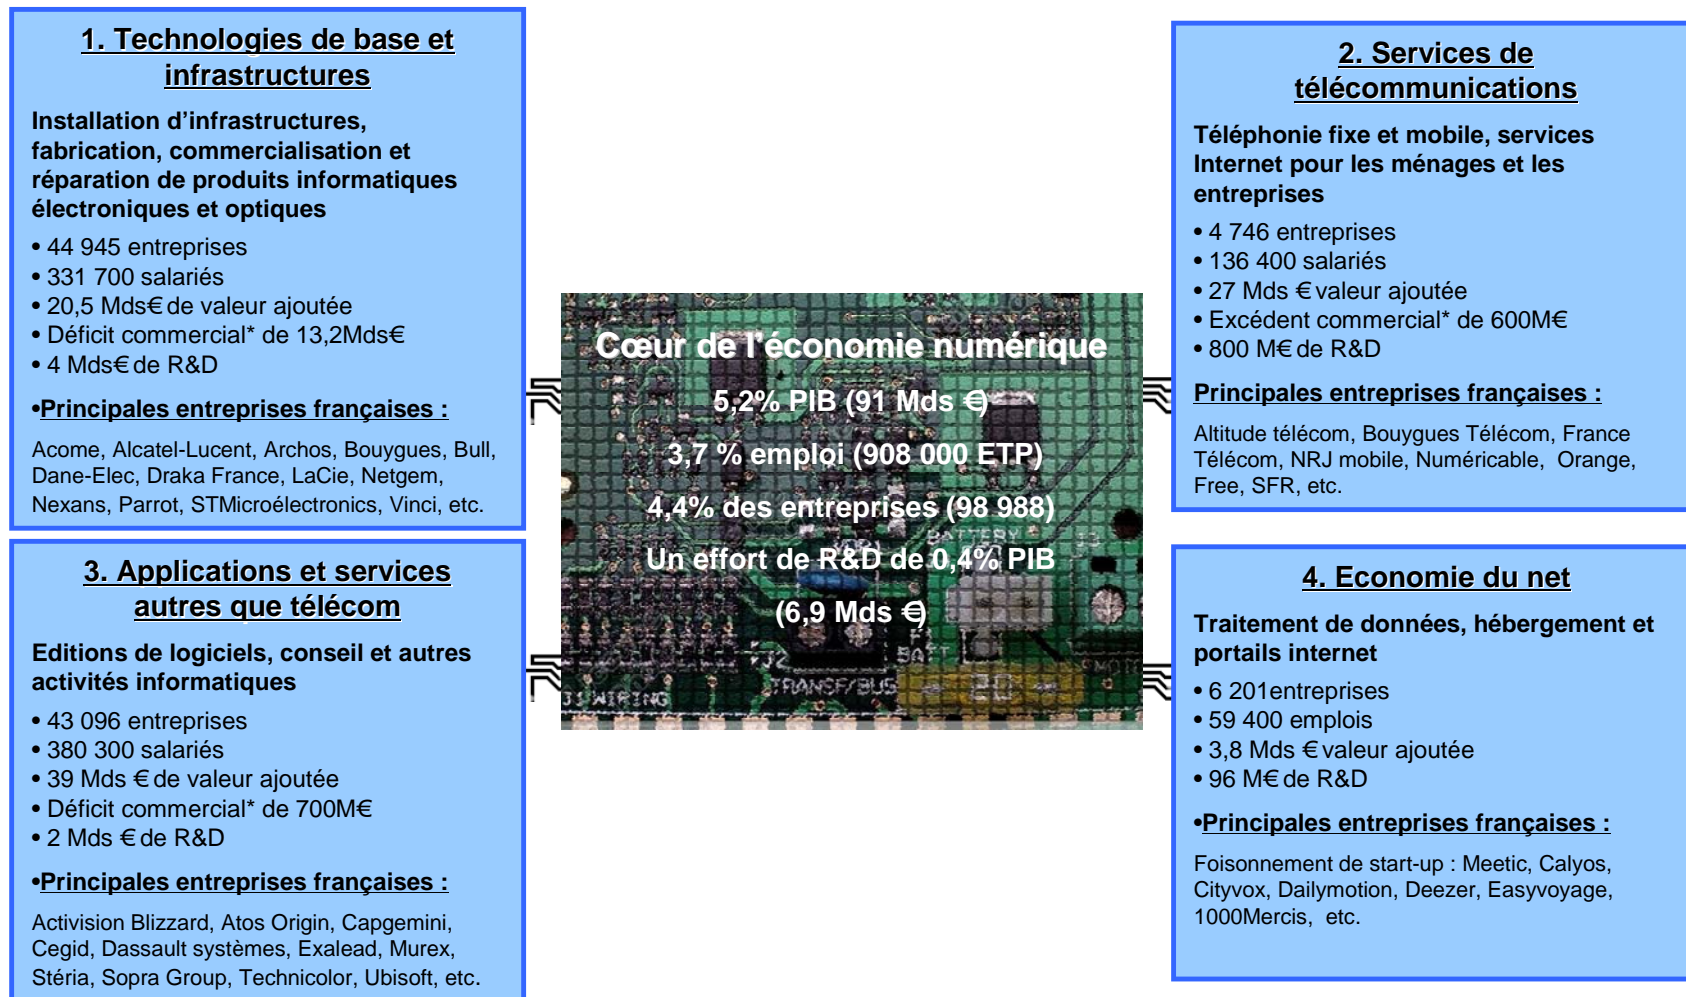 1. Technologies de base et
infrastructures
Installation d'infrastructures,
fabrication, commercialisation et
réparation de produits informatiques
électroniques et optiques
• 44 945 entreprises
• 331 700 salariés
• 20,5 Mds€ de valeur ajoutée
• Déficit commercial* de 13,2Mds€
• 4 Mds€ de R&D
•Principales entreprises françaises :
Acome, Alcatel-Lucent, Archos, Bouygues, Bull,
Dane-Elec, Draka France, LaCie, Netgem,
Nexans, Parrot, STMicroélectronics, Vinci, etc.
2. Services de
télécommunications
Téléphonie fixe et mobile, services
Internet pour les ménages et les
entreprises
• 4 746 entreprises
• 136 400 salariés
• 27 Mds € valeur ajoutée
• Excédent commercial* de 600M€
• 800 M€ de R&D
Principales entreprises françaises :
Altitude télécom, Bouygues Télécom, France
Télécom, NRJ mobile, Numéricable, Orange,
Free, SFR, etc.
Cœur de l'économie numérique
5,2% PIB (91 Mds €)
3,7 % emploi (908 000 ETP)
4,4% des entreprises (98 988)
Un effort de R&D de 0,4% PIB
(6,9 Mds €)
BATTERY
J3
J2
BATT
TRANSF/BUS
J1 WIRING
3. Applications et services
autres que télécom
Editions de logiciels, conseil et autres
activités informatiques
• 43 096 entreprises
• 380 300 salariés
• 39 Mds € de valeur ajoutée
• Déficit commercial* de 700M€
• 2 Mds € de R&D
•Principales entreprises françaises :
Activision Blizzard, Atos Origin, Capgemini,
Cegid, Dassault systèmes, Exalead, Murex,
Stéria, Sopra Group, Technicolor, Ubisoft, etc.
4. Economie du net
Traitement de données, hébergement et
portails internet
• 6 201entreprises
• 59 400 emplois
• 3,8 Mds € valeur ajoutée
• 96 M€ de R&D
•Principales entreprises françaises :
Foisonnement de start-up : Meetic, Calyos,
Cityvox, Dailymotion, Deezer, Easyvoyage,
1000Mercis, etc.